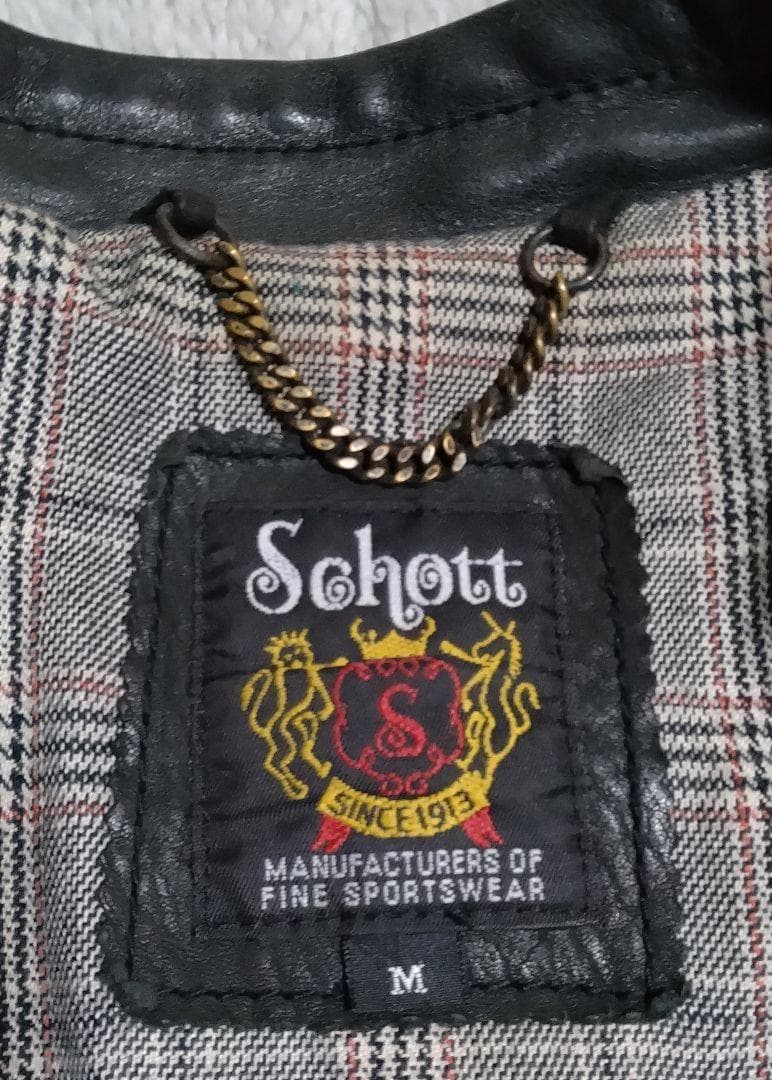 Schott
S
SINCE 1913
MANUFACTURERS OF
FINE SPORTSWEAR
M